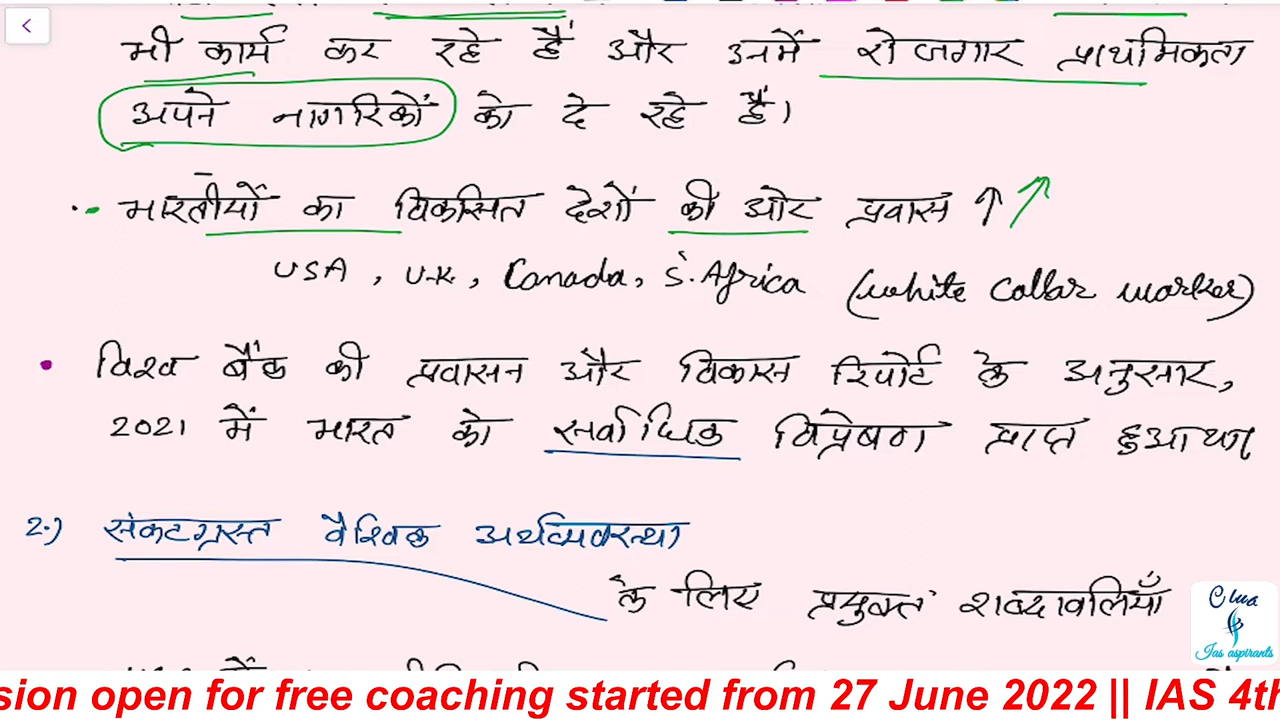 भी कार्य कर रहे हैं और उनमें रोजगार प्राथमिकता
अपने नागरिकों को दे रहे हैं।
भारतीयों का विकसित देशों की ओर प्रवास ↑ ↑
USA, U.K., Canada, S. Africa (white collar worker)
• विश्व बैंक की प्रवासन और विकास रिपोर्ट के अनुसार,
2021 में भारत को सर्वाधिक विप्रेषण प्राप्त हुआ था
2.) संकटग्रस्त वैश्विक अर्थव्यवस्था
के लिए प्रयुक्त शब्दावलियाँ
Ias aspirants
sion open for free coaching started from 27 June 2022 || IAS 4th